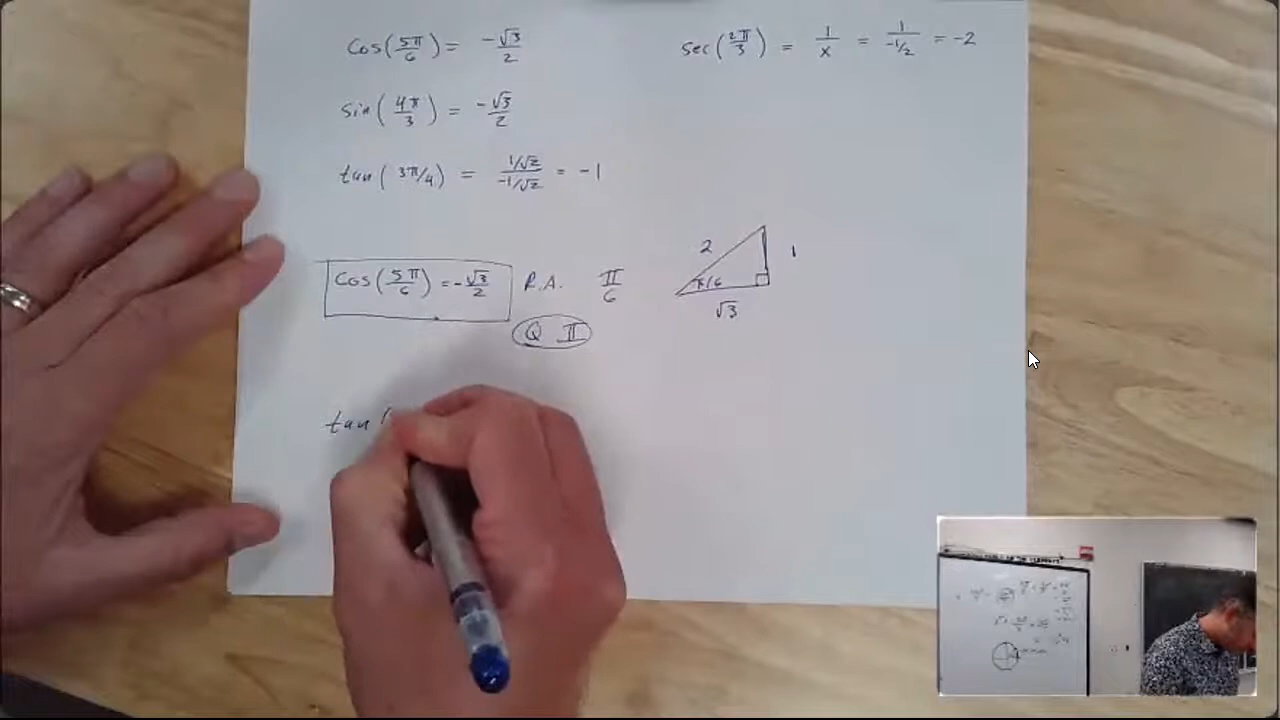 cos(5π/6) = -√3/2
sec(2π/3) = 1/x = 1/-1/2 = -2
sin(4π/3) = -√3/2
tan(3π/4) = 1/√2/-1/√2 = -1
cos(5π/6) = -√3/2 R.A. π/6
Q II
2
1
π/6
√3
tan(